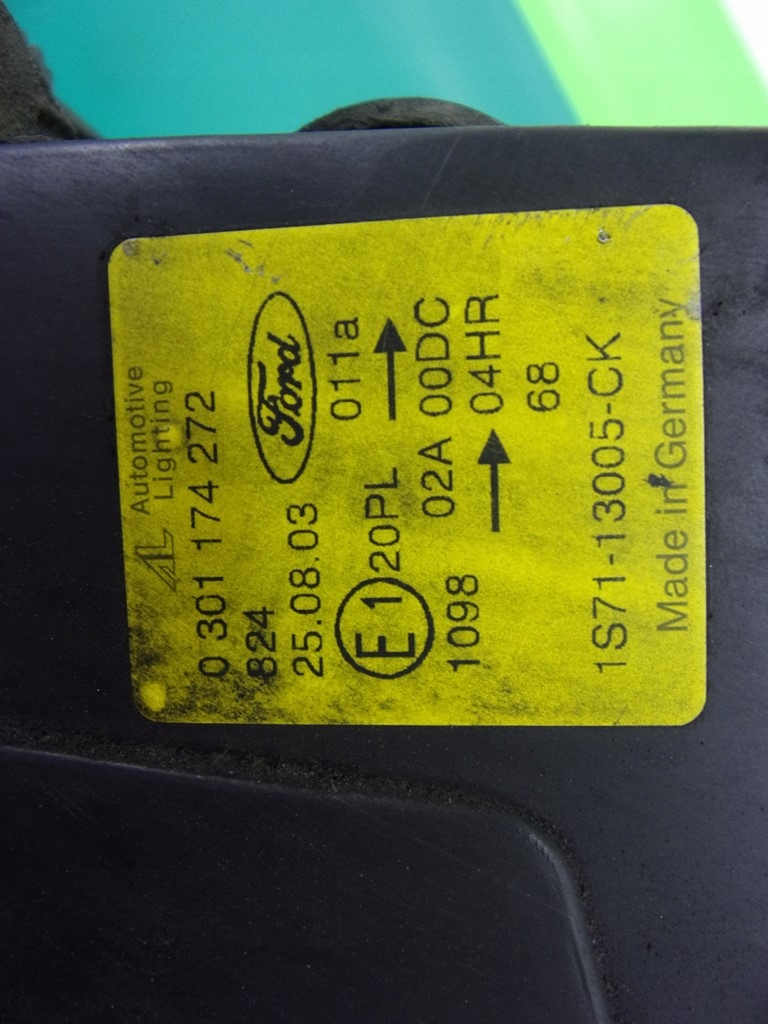 AL Automotive
Lighting
0 301 174 272
824
25.08.03
Ford
011a
E1 20PL →
1098 02A 00DC
→ 04HR
68
1S71-13005-CK
Made in Germany